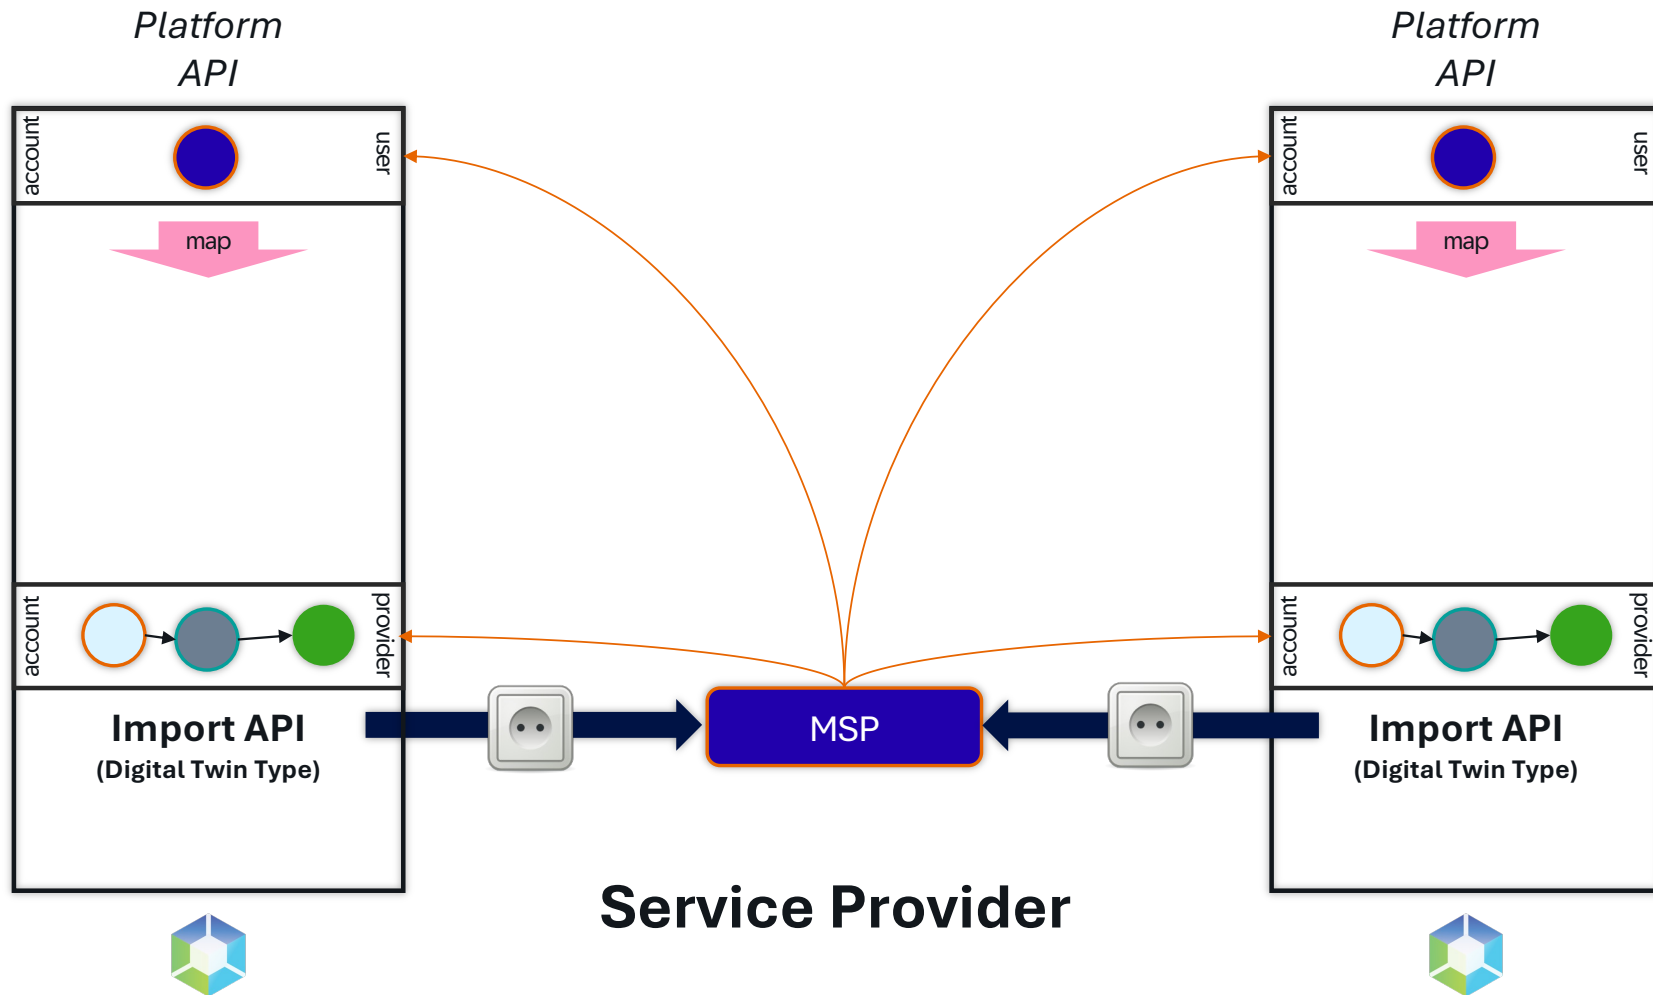 Platform
API
account
user
map
account
provider
Import API
(Digital Twin Type)
MSP
Service Provider
Platform
API
account
user
map
account
provider
Import API
(Digital Twin Type)